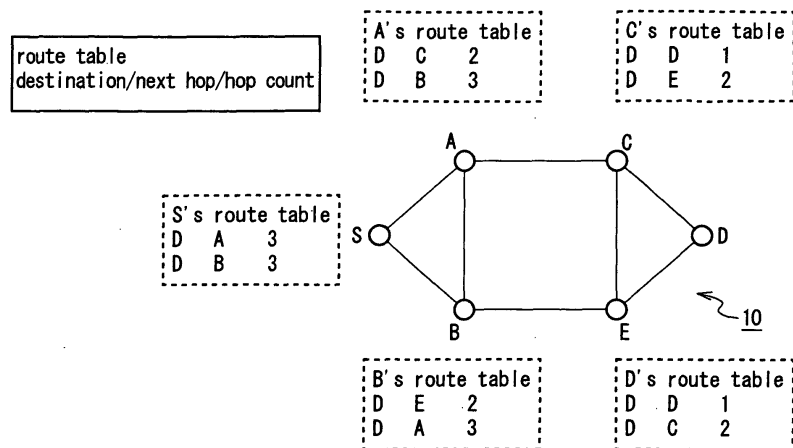 route table
destination/next hop/hop count
A's route table
D C 2
D B 3
C's route table
D D 1
D E 2
A
C
S's route table
D A 3
D B 3
S
D
B
E
10
B's route table
D E 2
D A 3
D's route table
D D 1
D C 2